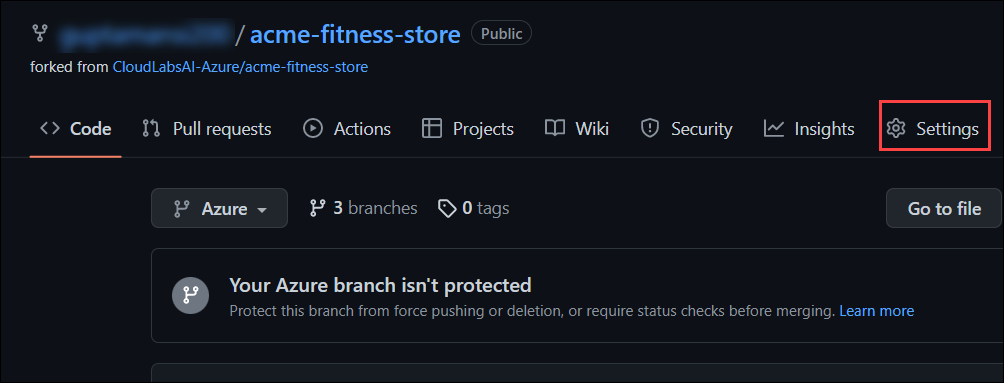 / acme-fitness-store Public
forked from CloudLabsAI-Azure/acme-fitness-store
Code Pull requests Actions Projects Wiki Security Insights Settings
Azure 3 branches 0 tags Go to file
Your Azure branch isn't protected
Protect this branch from force pushing or deletion, or require status checks before merging. Learn more